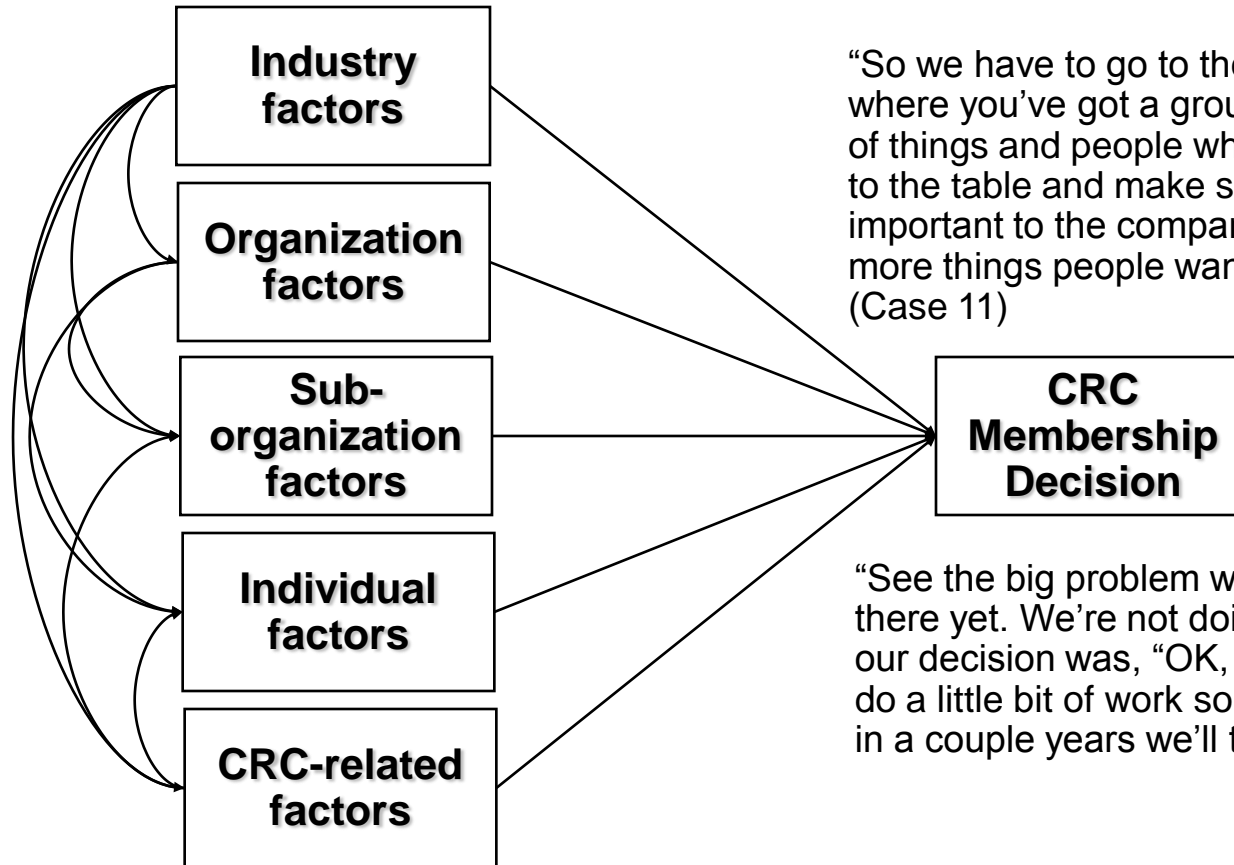 Industry
factors
Organization
factors
Sub-
organization
factors
Individual
factors
CRC-related
factors
“So we have to go to the
where you’ve got a grou
of things and people wh
to the table and make s
important to the compan
more things people wan
(Case 11)
CRC
Membership
Decision
“See the big problem w
there yet. We’re not doi
our decision was, “OK,
do a little bit of work so
in a couple years we’ll t